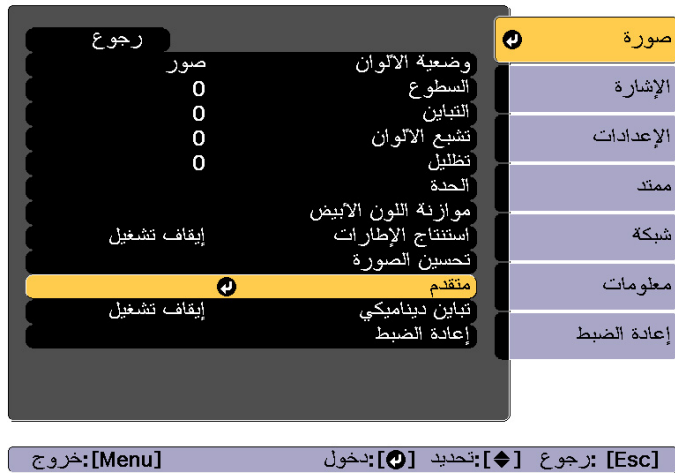 صورة
الإشارة
الإعدادات
ممتد
شبكة
معلومات
إعادة الضبط
رجوع
وضعية الألوان صور
السطوع 0
التباين 0
تشبع الألوان 0
تظليل 0
الحدة
موازنة اللون الأبيض
استنتاج الإطارات إيقاف تشغيل
تحسين الصورة
متقدم
تباين ديناميكي إيقاف تشغيل
إعادة الضبط
[Esc] :رجوع [◆]:تحديد [↵]:دخول [Menu]:خروج